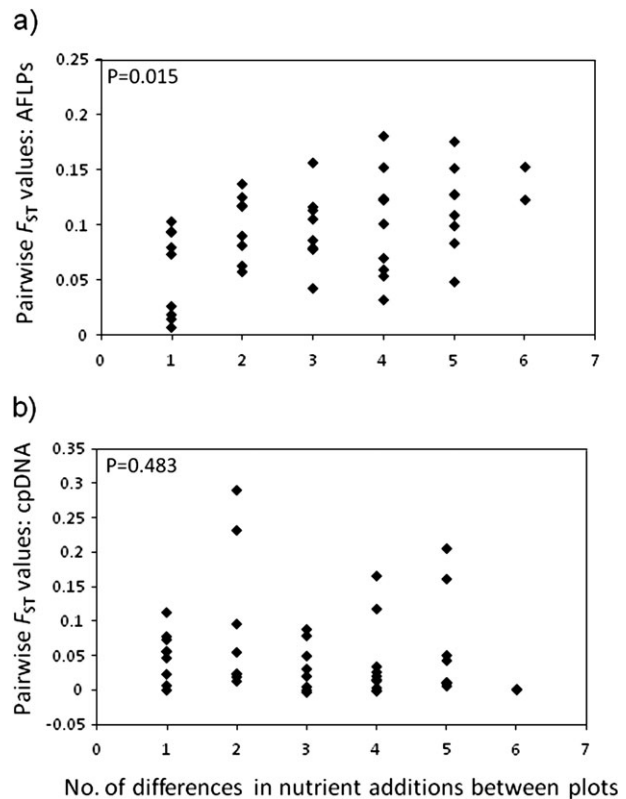 a)
P=0.015
Pairwise FST values: AFLPs
0.25
0.2
0.15
0.1
0.05
0
0 1 2 3 4 5 6 7
b)
P=0.483
Pairwise FST values: cpDNA
0.35
0.3
0.25
0.2
0.15
0.1
0.05
0
-0.05
0 1 2 3 4 5 6 7
No. of differences in nutrient additions between plots